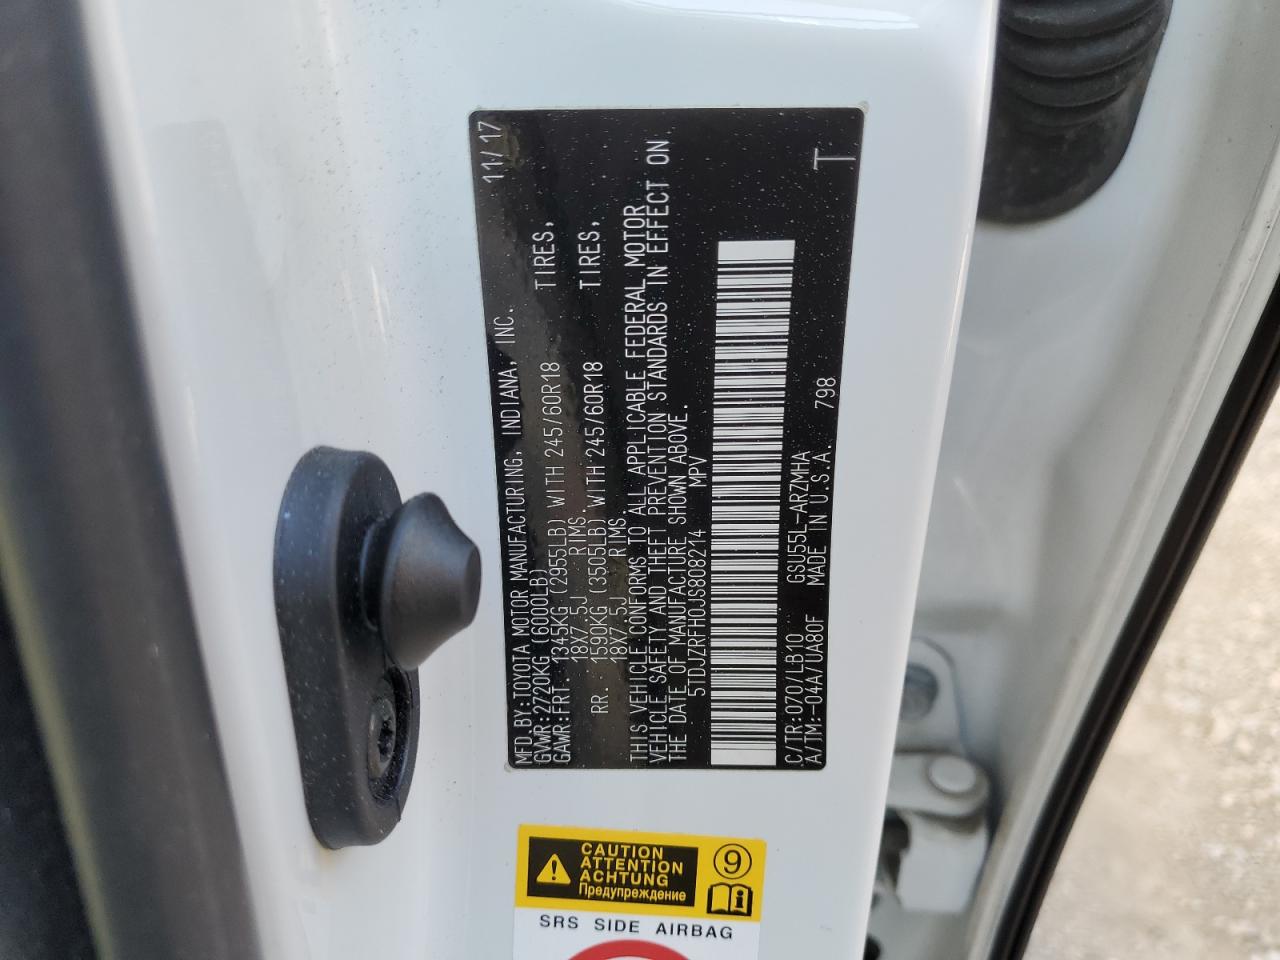 MFD.BY:TOYOTA MOTOR MANUFACTURING, INDIANA, INC. 11/17
GVWR:2720KG (6000LB)
GAWR:FRT. 1345KG (2955LB) WITH 245/60R18 TIRES,
18X7.5J RIMS.
RR. 1590KG (3505LB) WITH 245/60R18 TIRES,
18X7.5J RIMS.
THIS VEHICLE CONFORMS TO ALL APPLICABLE FEDERAL MOTOR
VEHICLE SAFETY AND THEFT PREVENTION STANDARDS IN EFFECT ON
THE DATE OF MANUFACTURE SHOWN ABOVE.
5TDJZRFH0JS808214 MPV
C/TR:070/LB10 GSU55L-ARZMHA
A/TM:-04A/UA80F MADE IN U.S.A. 798 T
CAUTION
ATTENTION
ACHTUNG
Предупреждение
9
SRS SIDE AIRBAG